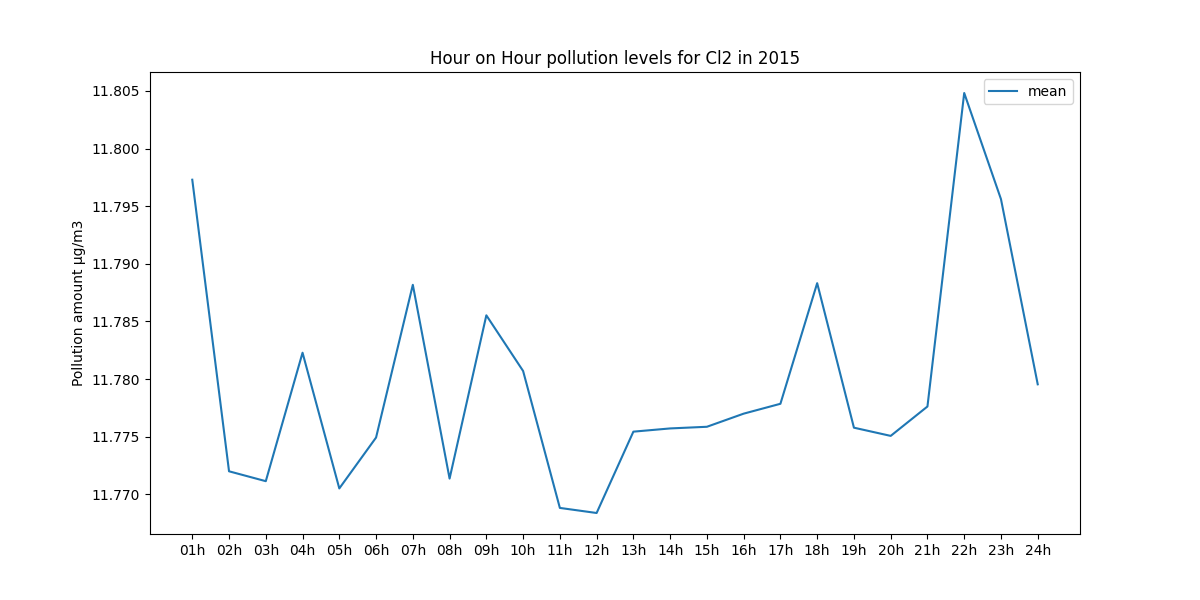 Hour on Hour pollution levels for Cl2 in 2015
mean
Pollution amount µg/m3
11.805
11.800
11.795
11.790
11.785
11.780
11.775
11.770
01h 02h 03h 04h 05h 06h 07h 08h 09h 10h 11h 12h 13h 14h 15h 16h 17h 18h 19h 20h 21h 22h 23h 24h